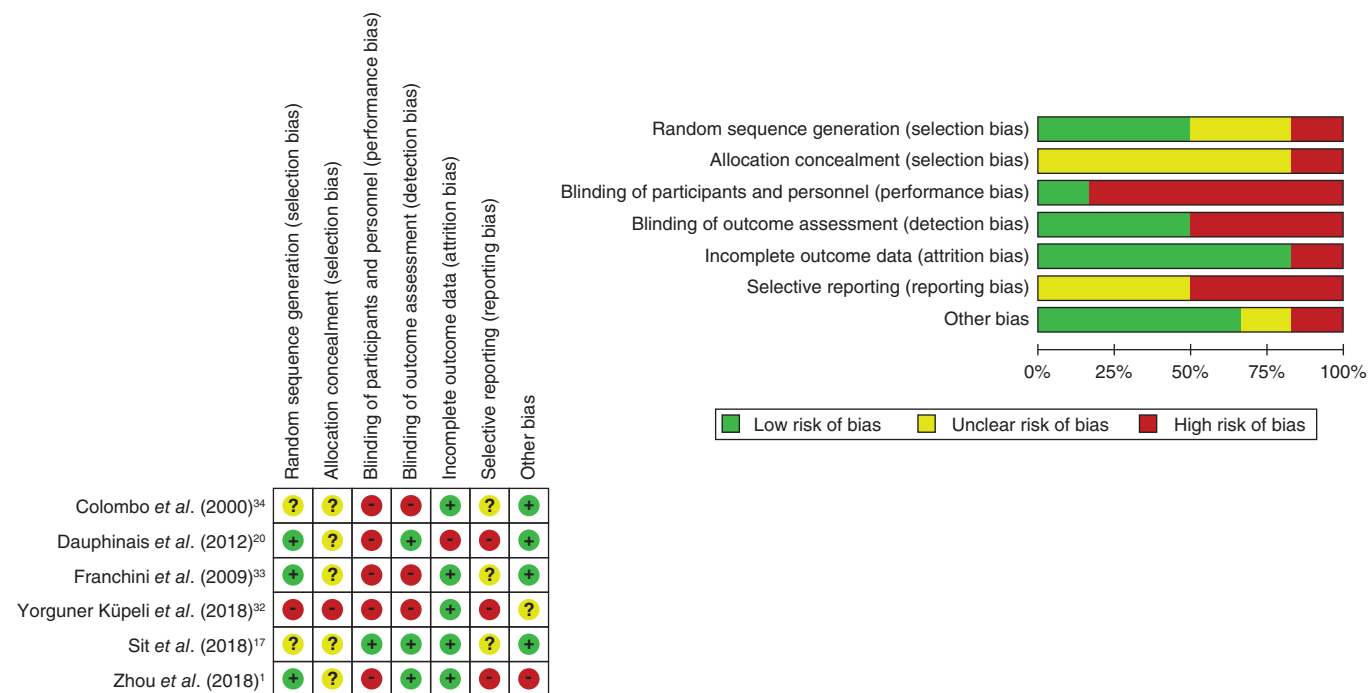 Random sequence generation (selection bias)
Allocation concealment (selection bias)
Blinding of participants and personnel (performance bias)
Blinding of outcome assessment (detection bias)
Incomplete outcome data (attrition bias)
Selective reporting (reporting bias)
Other bias
Colombo et al. (2000)³⁴ ? ? - - + ? +
Dauphinais et al. (2012)²⁰ + ? - + - - +
Franchini et al. (2009)³³ + ? - - + ? +
Yorguner Küpeli et al. (2018)³² - - - - + - ?
Sit et al. (2018)¹⁷ ? ? + + + ? +
Zhou et al. (2018)¹ + ? - + + - -
Random sequence generation (selection bias)
Allocation concealment (selection bias)
Blinding of participants and personnel (performance bias)
Blinding of outcome assessment (detection bias)
Incomplete outcome data (attrition bias)
Selective reporting (reporting bias)
Other bias
0% 25% 50% 75% 100%
Low risk of bias Unclear risk of bias High risk of bias